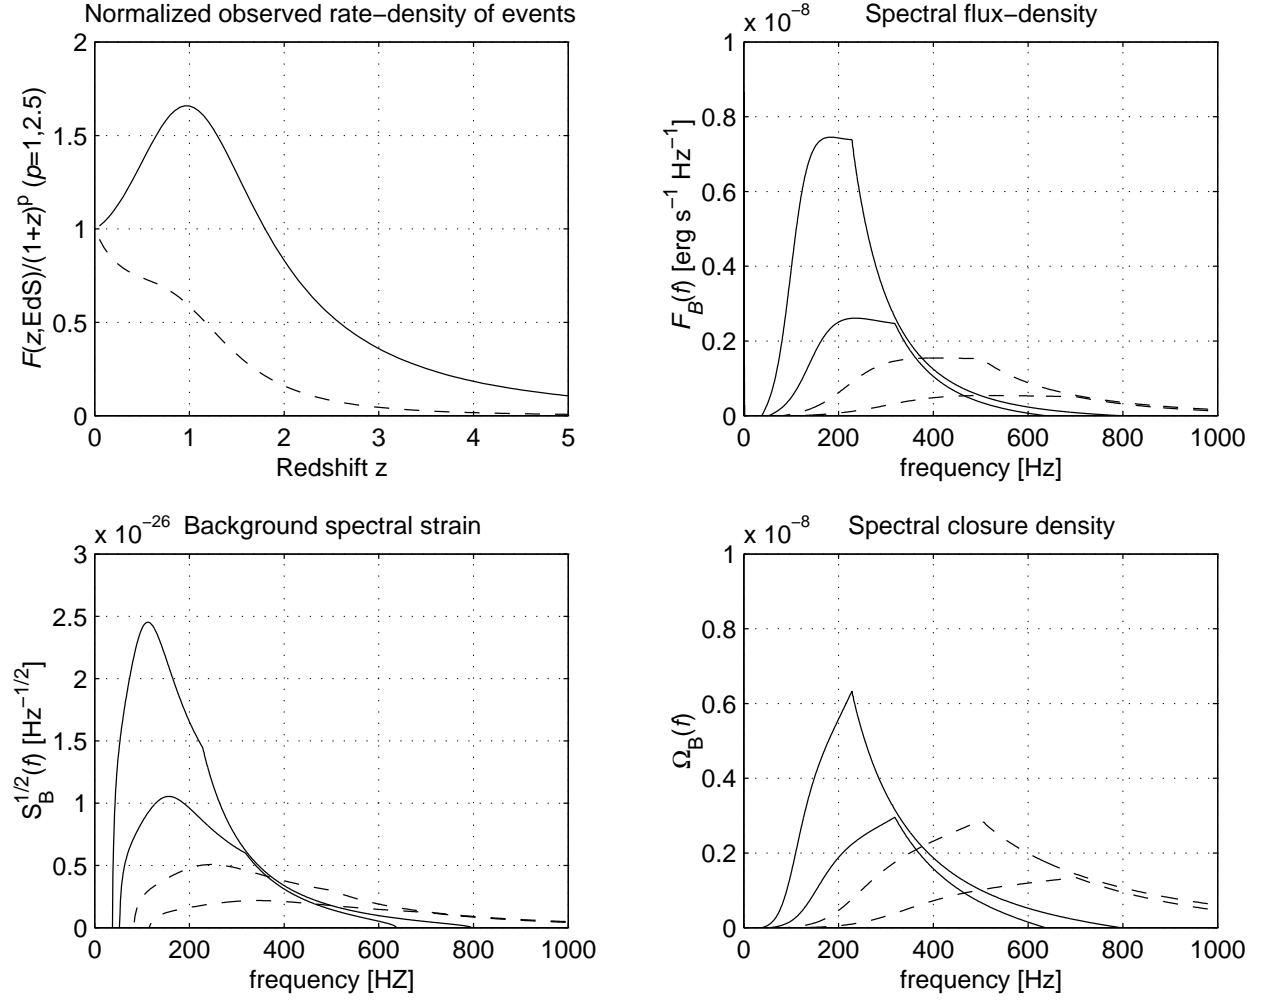 Normalized observed rate−density of events
F(z,EdS)/(1+z)^p (p=1,2.5)
2
1.5
1
0.5
0
0 1 2 3 4 5
Redshift z
Spectral flux−density
x 10^−8
F_B(f) [erg s^−1 Hz^−1]
1
0.8
0.6
0.4
0.2
0
0 200 400 600 800 1000
frequency [Hz]
Background spectral strain
x 10^−26
S_B^1/2(f) [Hz^−1/2]
3
2.5
2
1.5
1
0.5
0
0 200 400 600 800 1000
frequency [HZ]
Spectral closure density
x 10^−8
Ω_B(f)
1
0.8
0.6
0.4
0.2
0
0 200 400 600 800 1000
frequency [Hz]